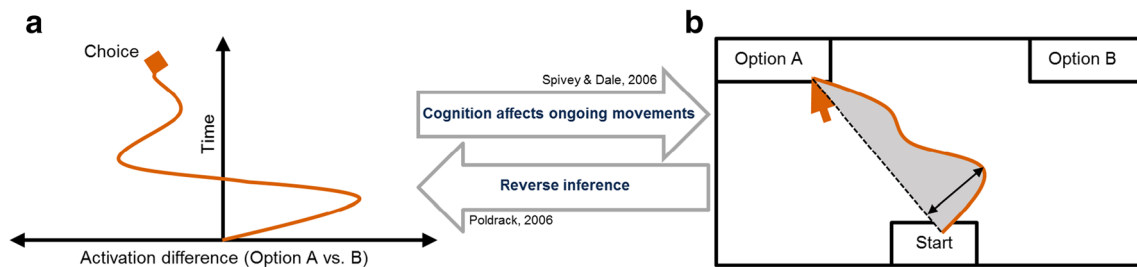 a
Choice
Time
Activation difference (Option A vs. B)
Spivey & Dale, 2006
Cognition affects ongoing movements
Reverse inference
Poldrack, 2006
b
Option A
Option B
Start